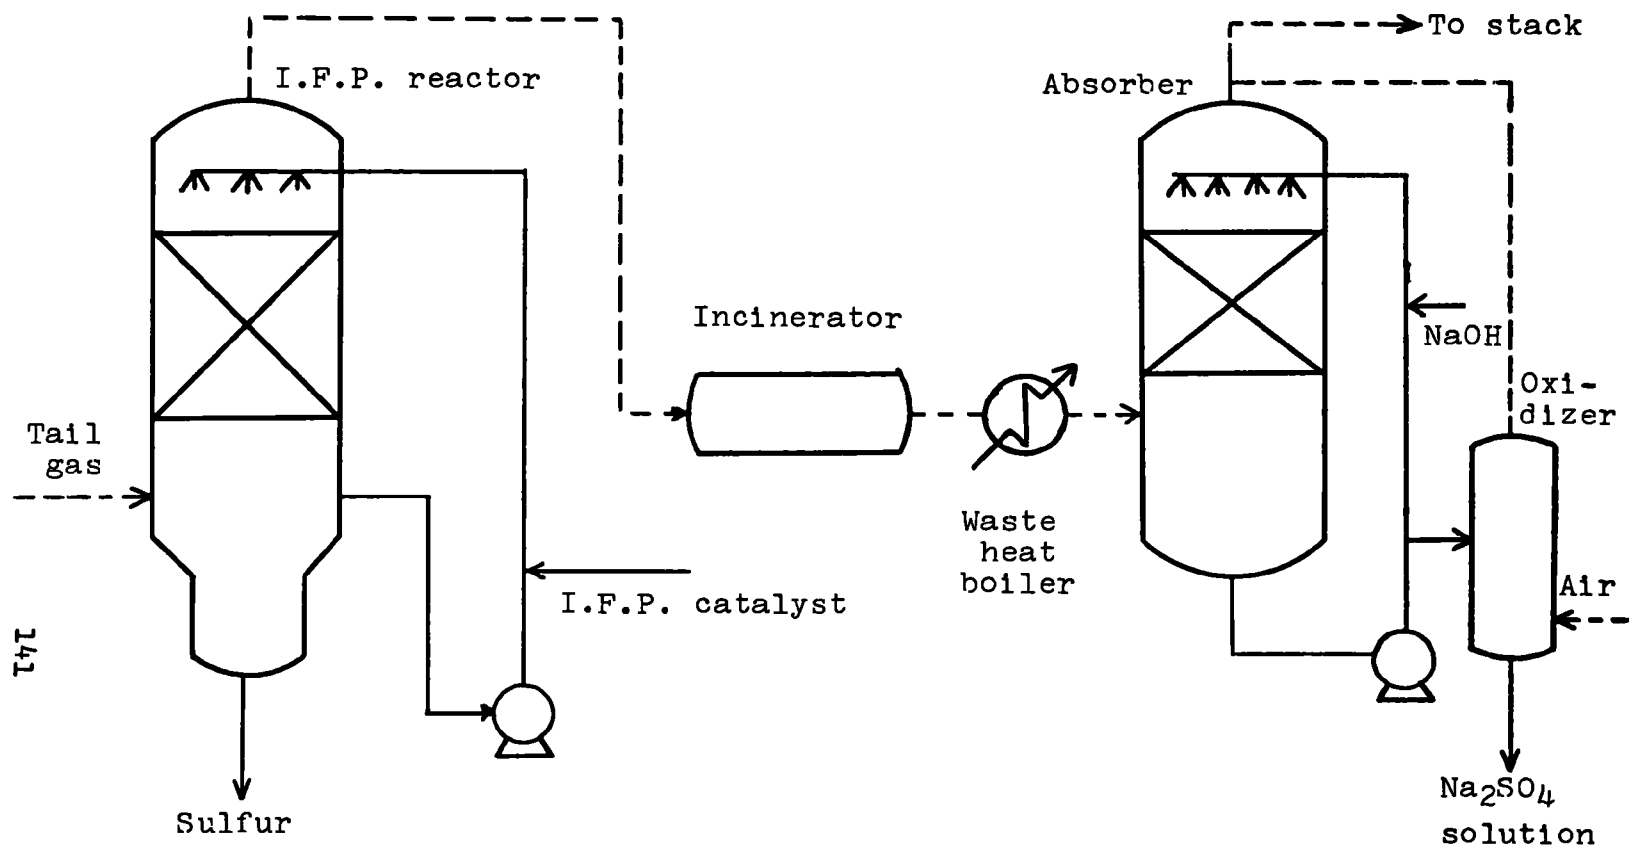 To stack
I.F.P. reactor
Absorber
Incinerator
NaOH
Oxi-
dizer
Tail
gas
Waste
heat
boiler
Air
I.F.P. catalyst
141
Na₂SO₄
solution
Sulfur